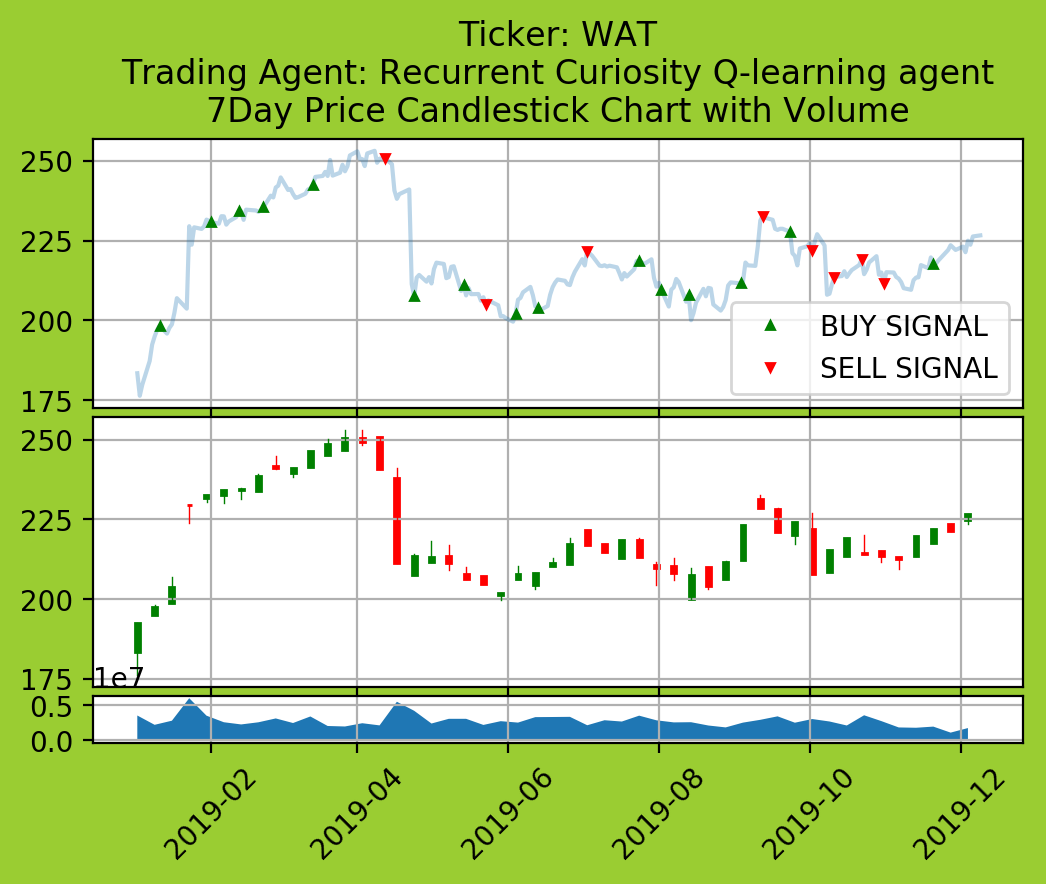 Ticker: WAT
Trading Agent: Recurrent Curiosity Q-learning agent
7Day Price Candlestick Chart with Volume
250
225
200
175
BUY SIGNAL
SELL SIGNAL
250
225
200
175
1e7
0.5
0.0
2019-02
2019-04
2019-06
2019-08
2019-10
2019-12